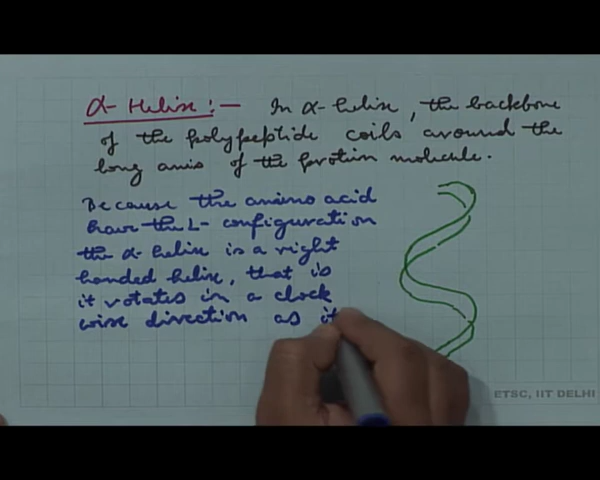 α- Helix :— In α-helix, the backbone
of the polypeptide coils around the
long axis of the protein molecule.
Because the amino acid
have the L- configuration
the α-helix is a right
handed helix, that is
it rotates in a clock
wise direction as it
ETSC, IIT DELHI